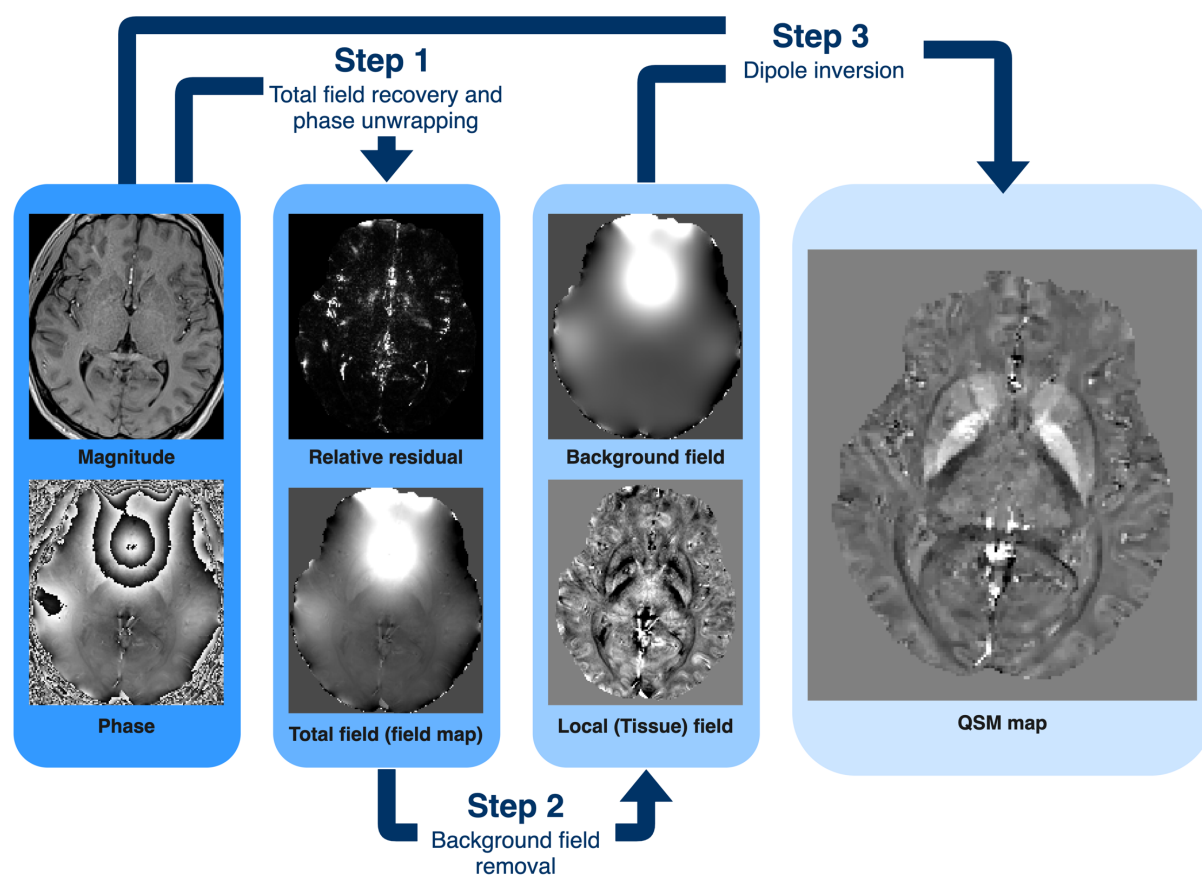 Step 1
Total field recovery and
phase unwrapping
Step 3
Dipole inversion
Magnitude
Phase
Relative residual
Total field (field map)
Background field
Local (Tissue) field
QSM map
Step 2
Background field
removal